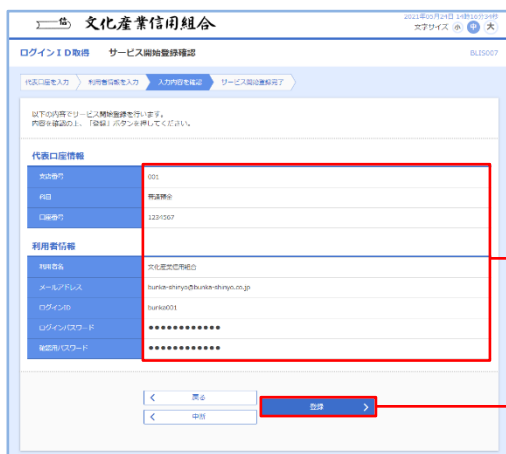 文化産業信用組合
2021年05月24日 14時16分34秒
文字サイズ 小 中 大
ログインID取得 サービス開始登録確認
BLIS007
代表口座を入力 利用者情報を入力 入力内容を確認 サービス開始登録完了
以下の内容でサービス開始登録を行います。
内容を確認の上、「登録」ボタンを押してください。
代表口座情報
支店番号 001
科目 普通預金
口座番号 1234567
利用者情報
利用者名 文化産業信用組合
メールアドレス bunka-shinyo@bunka-shinyo.co.jp
ログインID bunka001
ログインパスワード ●●●●●●●●●●●●
確認用パスワード ●●●●●●●●●●●●
戻る
登録
中断